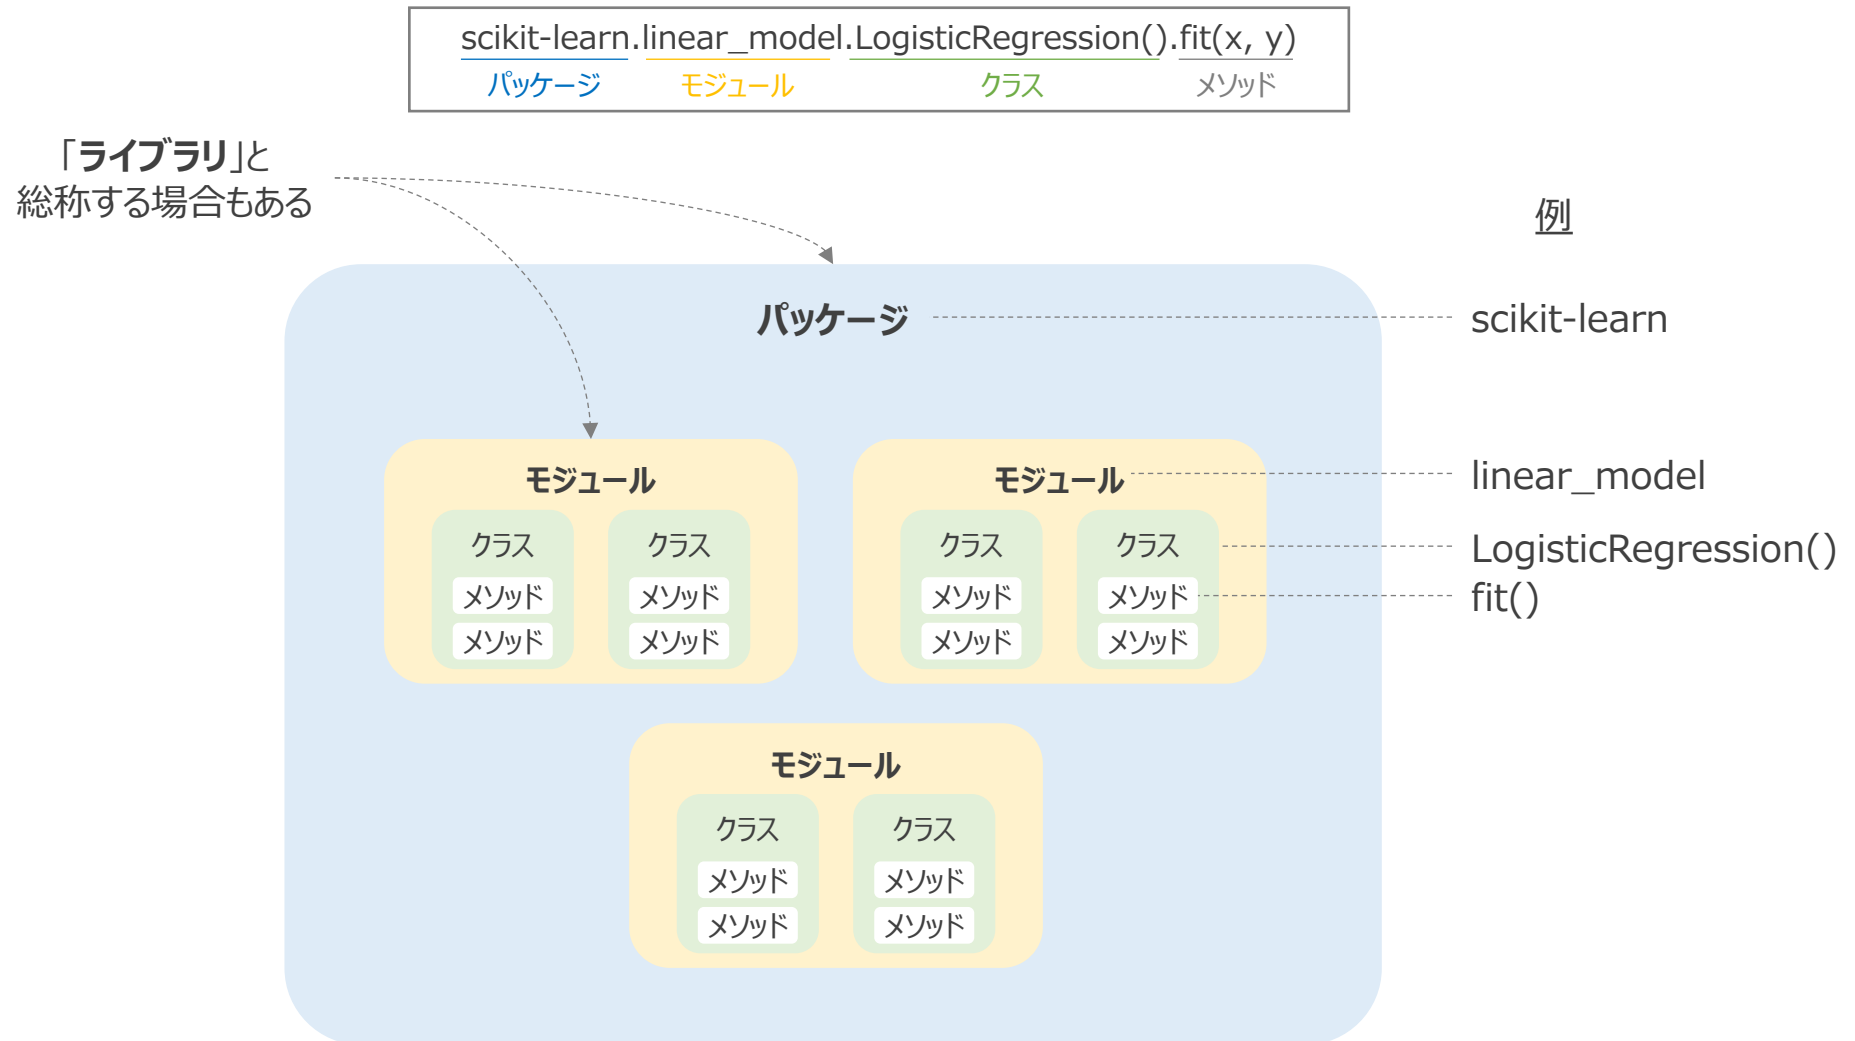 scikit-learn.linear_model.LogisticRegression().fit(x, y)
パッケージ モジュール クラス メソッド
「ライブラリ」と
総称する場合もある
例
パッケージ
scikit-learn
モジュール モジュール
linear_model
クラス クラス クラス クラス
LogisticRegression()
メソッド メソッド メソッド メソッド
fit()
メソッド メソッド メソッド メソッド
モジュール
クラス クラス
メソッド メソッド
メソッド メソッド